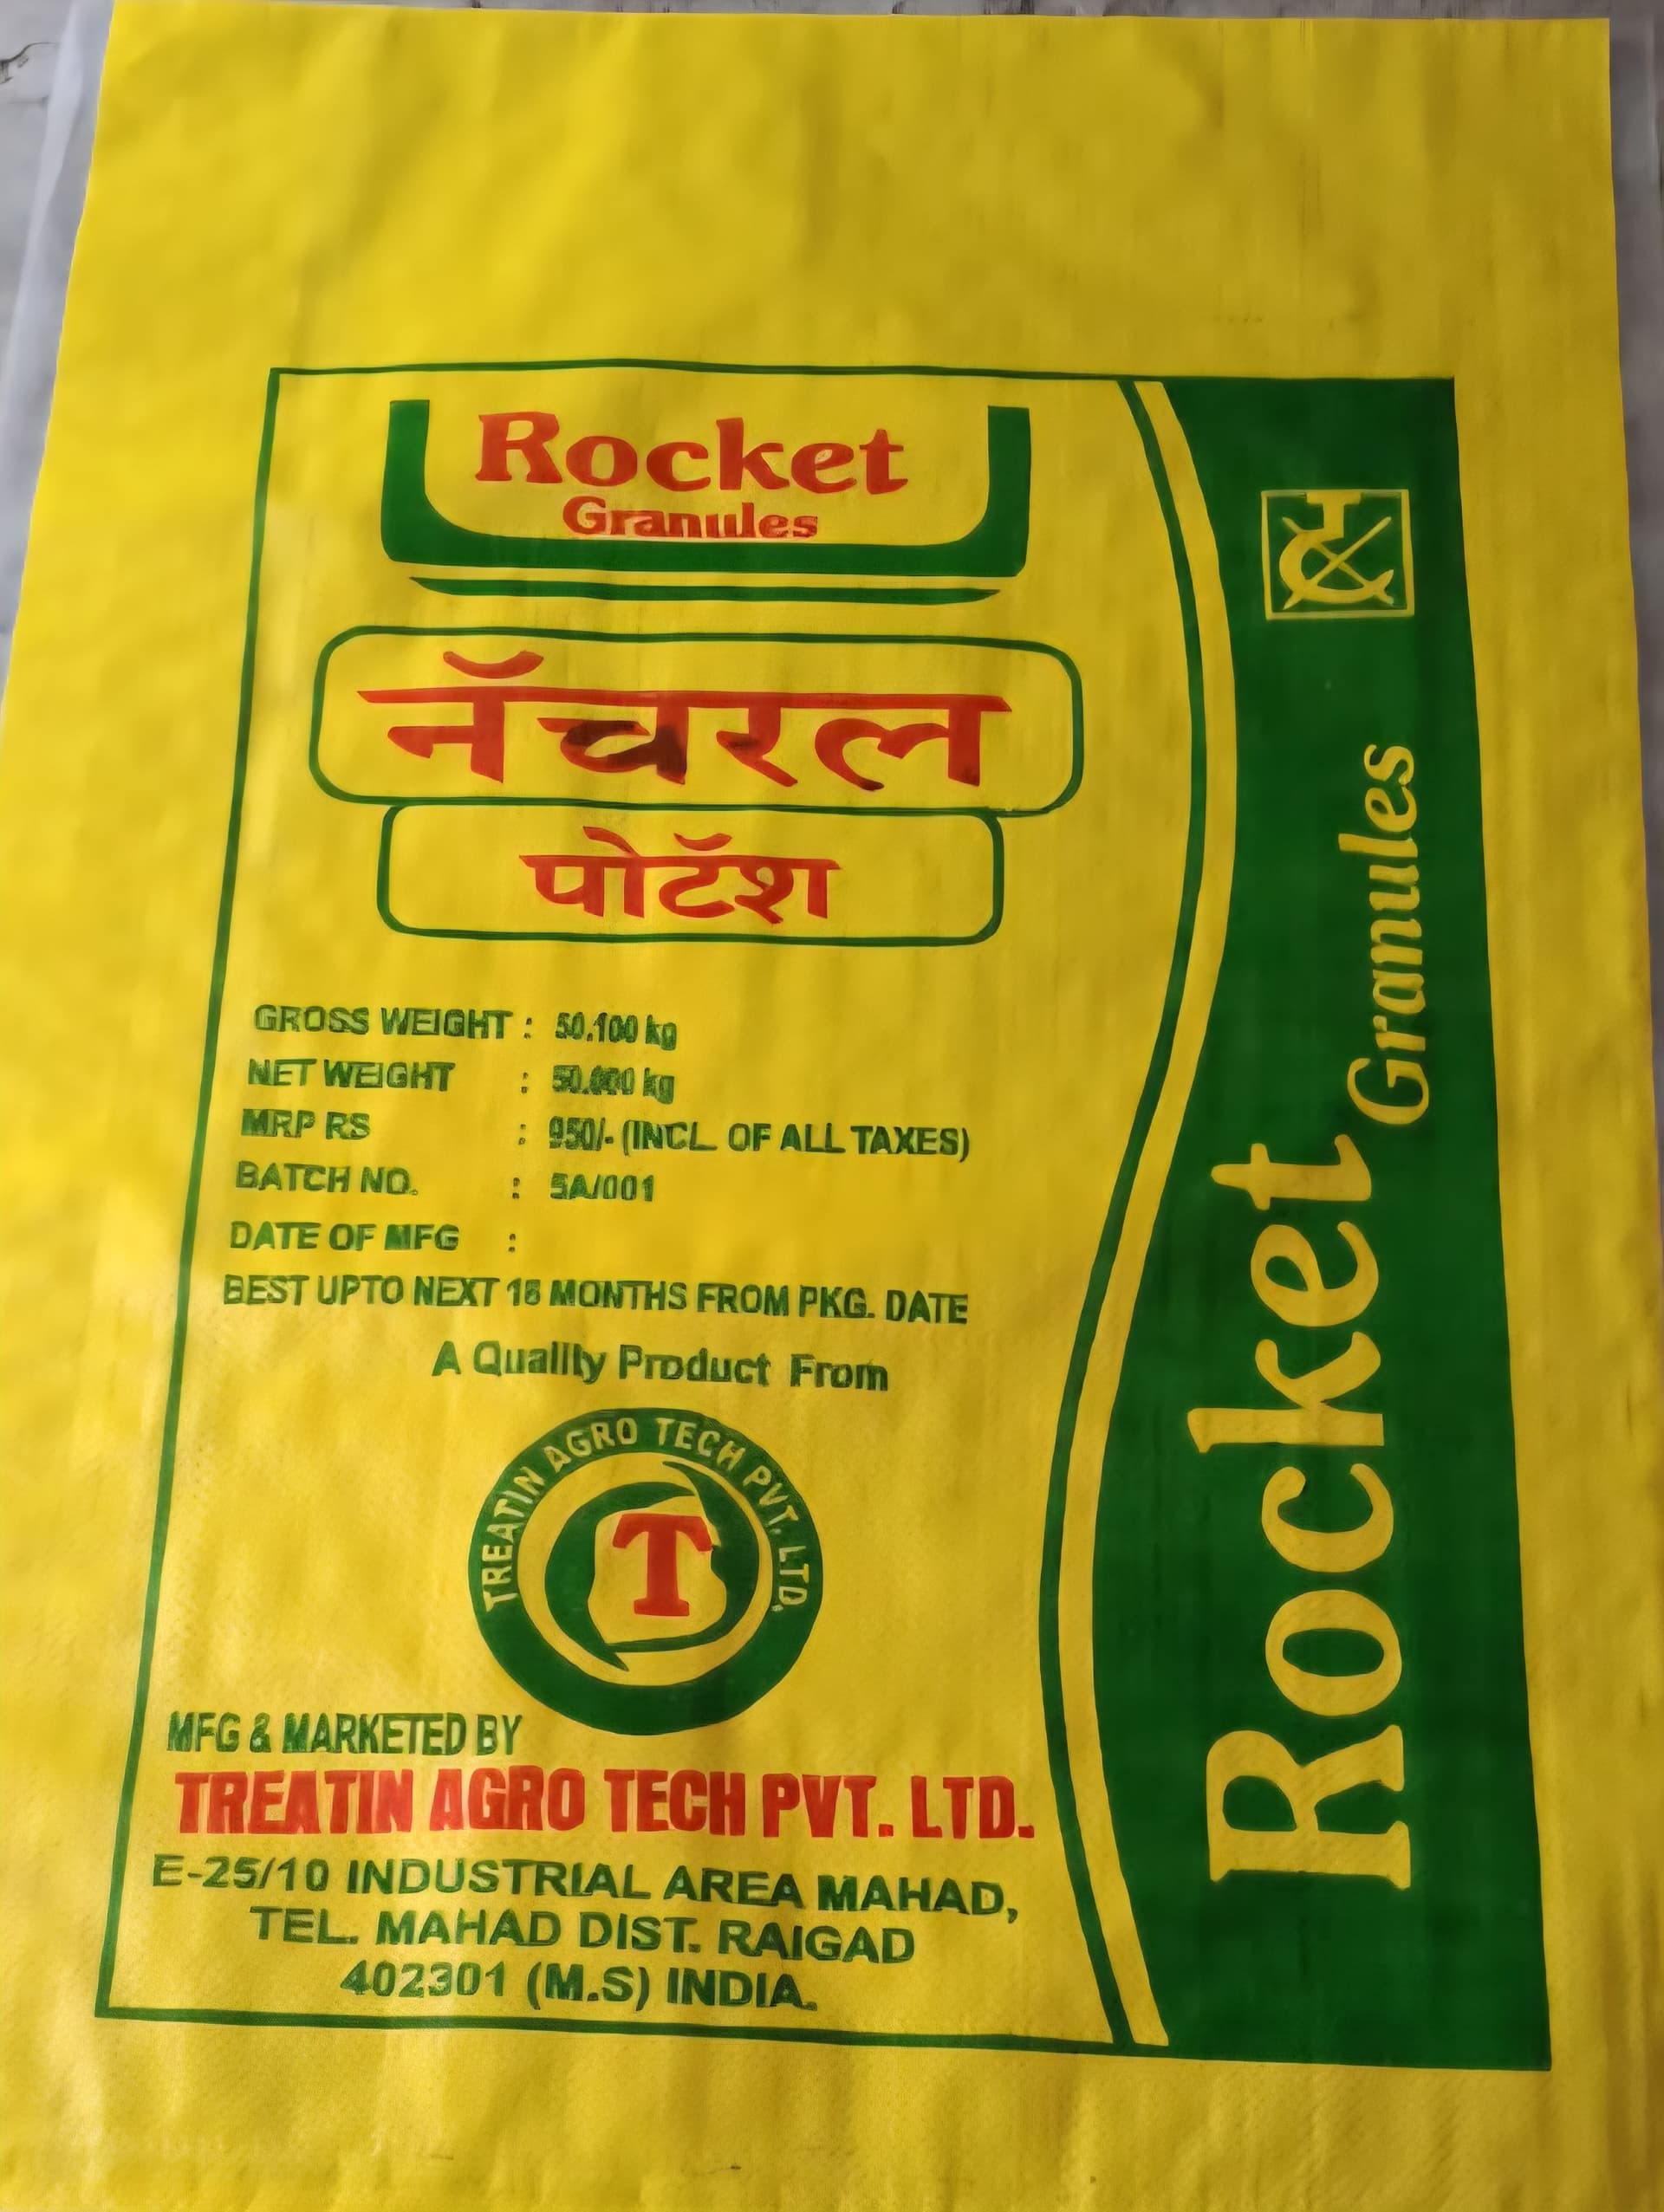 Rocket
Granules
नॅचरल
पोटॅश
GROSS WEIGHT : 50.100 kg
NET WEIGHT : 50.000 kg
MRP RS : 950/- (INCL. OF ALL TAXES)
BATCH NO. : 5A/001
DATE OF MFG :
BEST UPTO NEXT MONTHS FROM PKG. DATE
A Quality Product From
TREATIN AGRO TECH PVT. LTD.
T
MFG & MARKETED BY
TREATIN AGRO TECH PVT. LTD.
E-25/10 INDUSTRIAL AREA MAHAD,
TEL. MAHAD DIST. RAIGAD
402301 (M.S) INDIA.
Rocket Granules